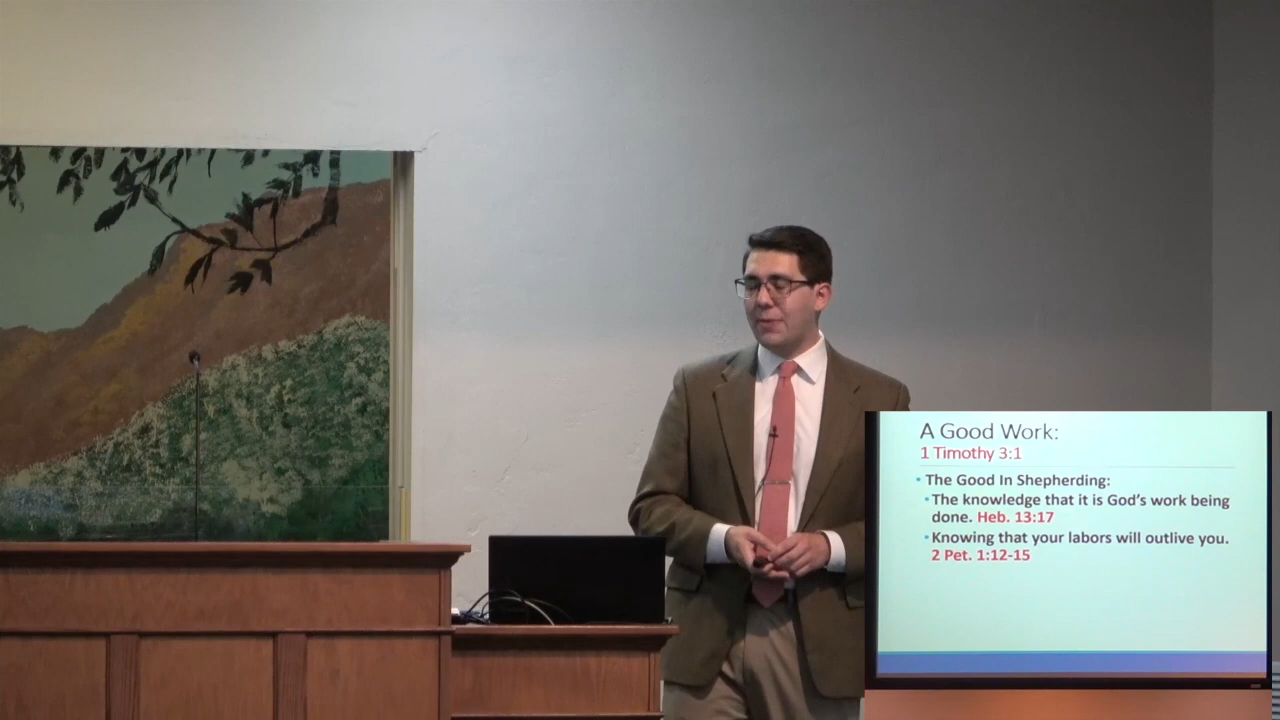 A Good Work:
1 Timothy 3:1
• The Good In Shepherding:
• The knowledge that it is God's work being
done. Heb. 13:17
• Knowing that your labors will outlive you.
2 Pet. 1:12-15